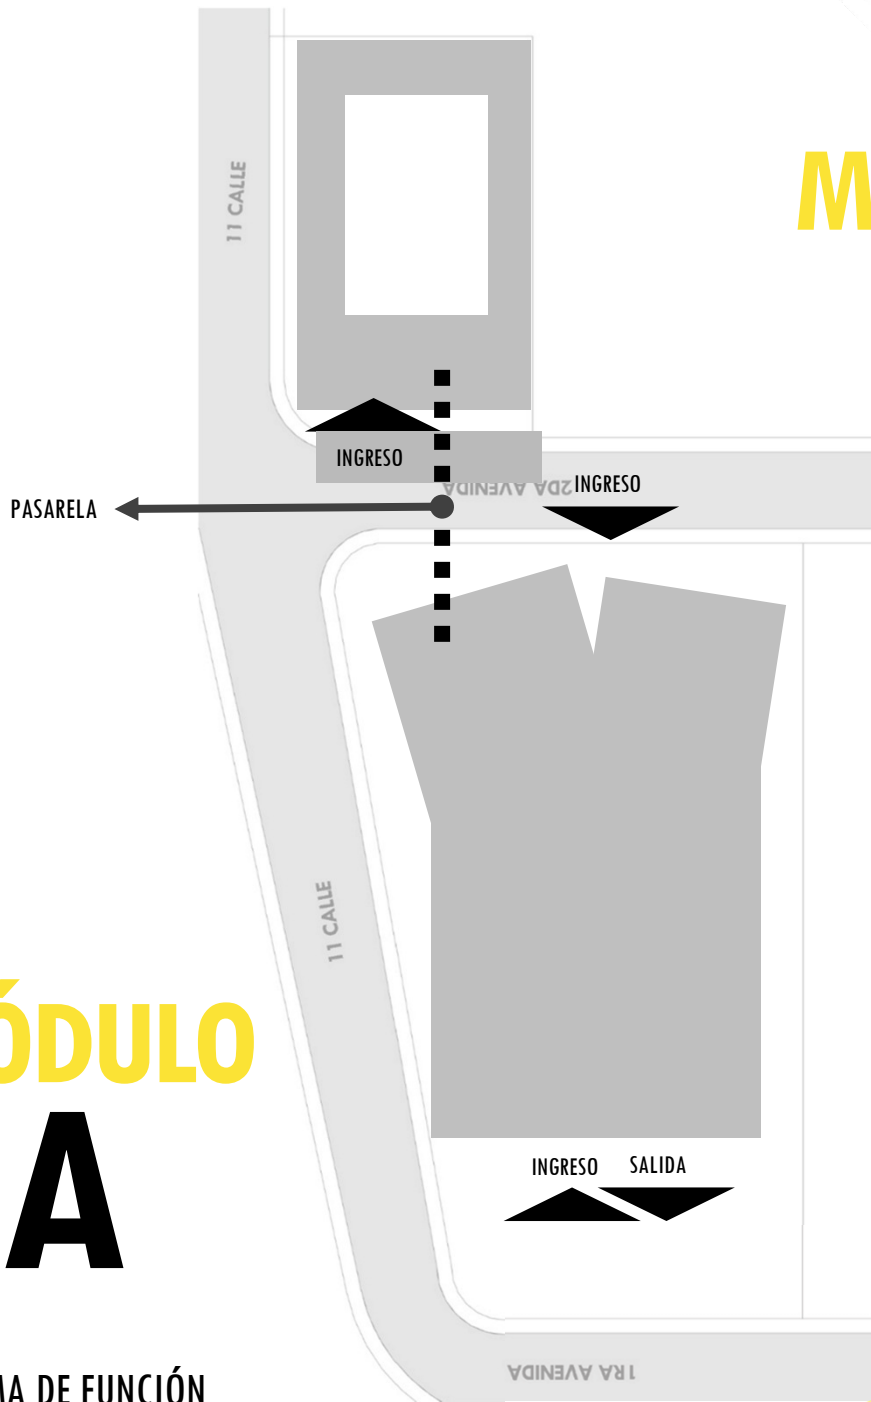 11 CALLE
M
INGRESO
2DA AVENIDA
INGRESO
PASARELA
11 CALLE
ÓDULO
A
INGRESO
SALIDA
1RA AVENIDA
MA DE FUNCIÓN